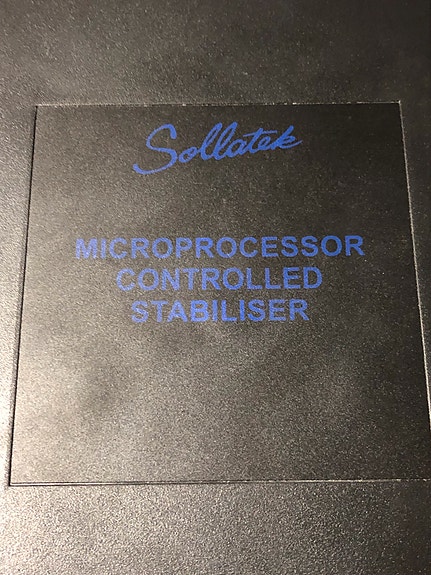 Sollatek
MICROPROCESSOR
CONTROLLED
STABILISER